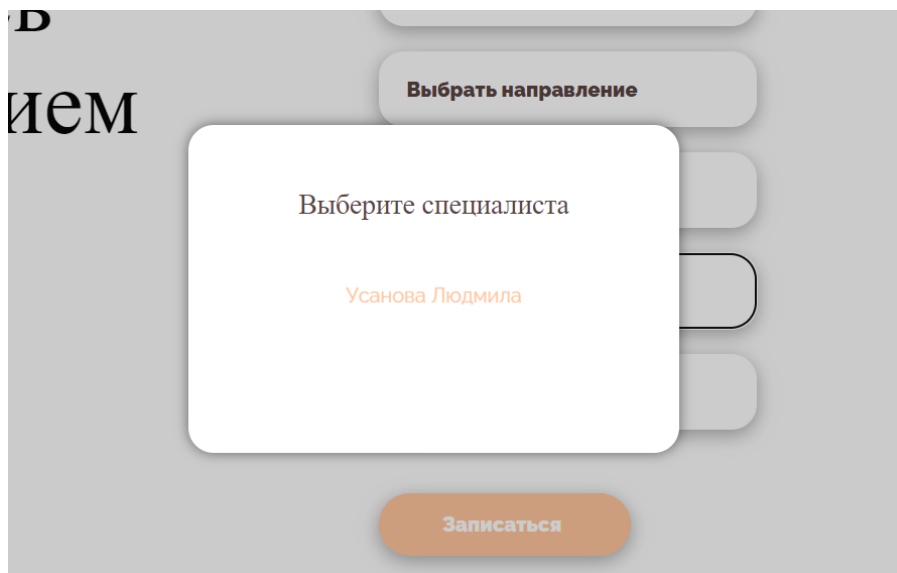 ием
Выбрать направление
Выберите специалиста
Усанова Людмила
Записаться